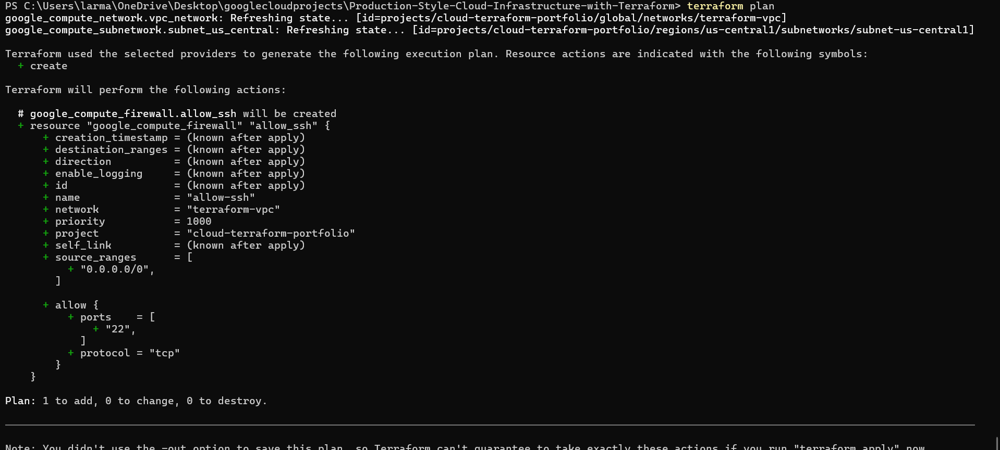 PS C:\Users\larma\OneDrive\Desktop\googlecloudprojects\Production-Style-Cloud-Infrastructure-with-Terraform> terraform plan
google_compute_network.vpc_network: Refreshing state... [id=projects/cloud-terraform-portfolio/global/networks/terraform-vpc]
google_compute_subnetwork.subnet_us_central: Refreshing state... [id=projects/cloud-terraform-portfolio/regions/us-central1/subnetworks/subnet-us-central1]
Terraform used the selected providers to generate the following execution plan. Resource actions are indicated with the following symbols:
+ create
Terraform will perform the following actions:
# google_compute_firewall.allow_ssh will be created
+ resource "google_compute_firewall" "allow_ssh" {
+ creation_timestamp = (known after apply)
+ destination_ranges = (known after apply)
+ direction = (known after apply)
+ enable_logging = (known after apply)
+ id = (known after apply)
+ name = "allow-ssh"
+ network = "terraform-vpc"
+ priority = 1000
+ project = "cloud-terraform-portfolio"
+ self_link = (known after apply)
+ source_ranges = [
+ "0.0.0.0/0",
]
+ allow {
+ ports = [
+ "22",
]
+ protocol = "tcp"
}
}
Plan: 1 to add, 0 to change, 0 to destroy.
Note: You didn't use the -out option to save this plan, so Terraform can't guarantee to take exactly these actions if you run "terraform apply" now.